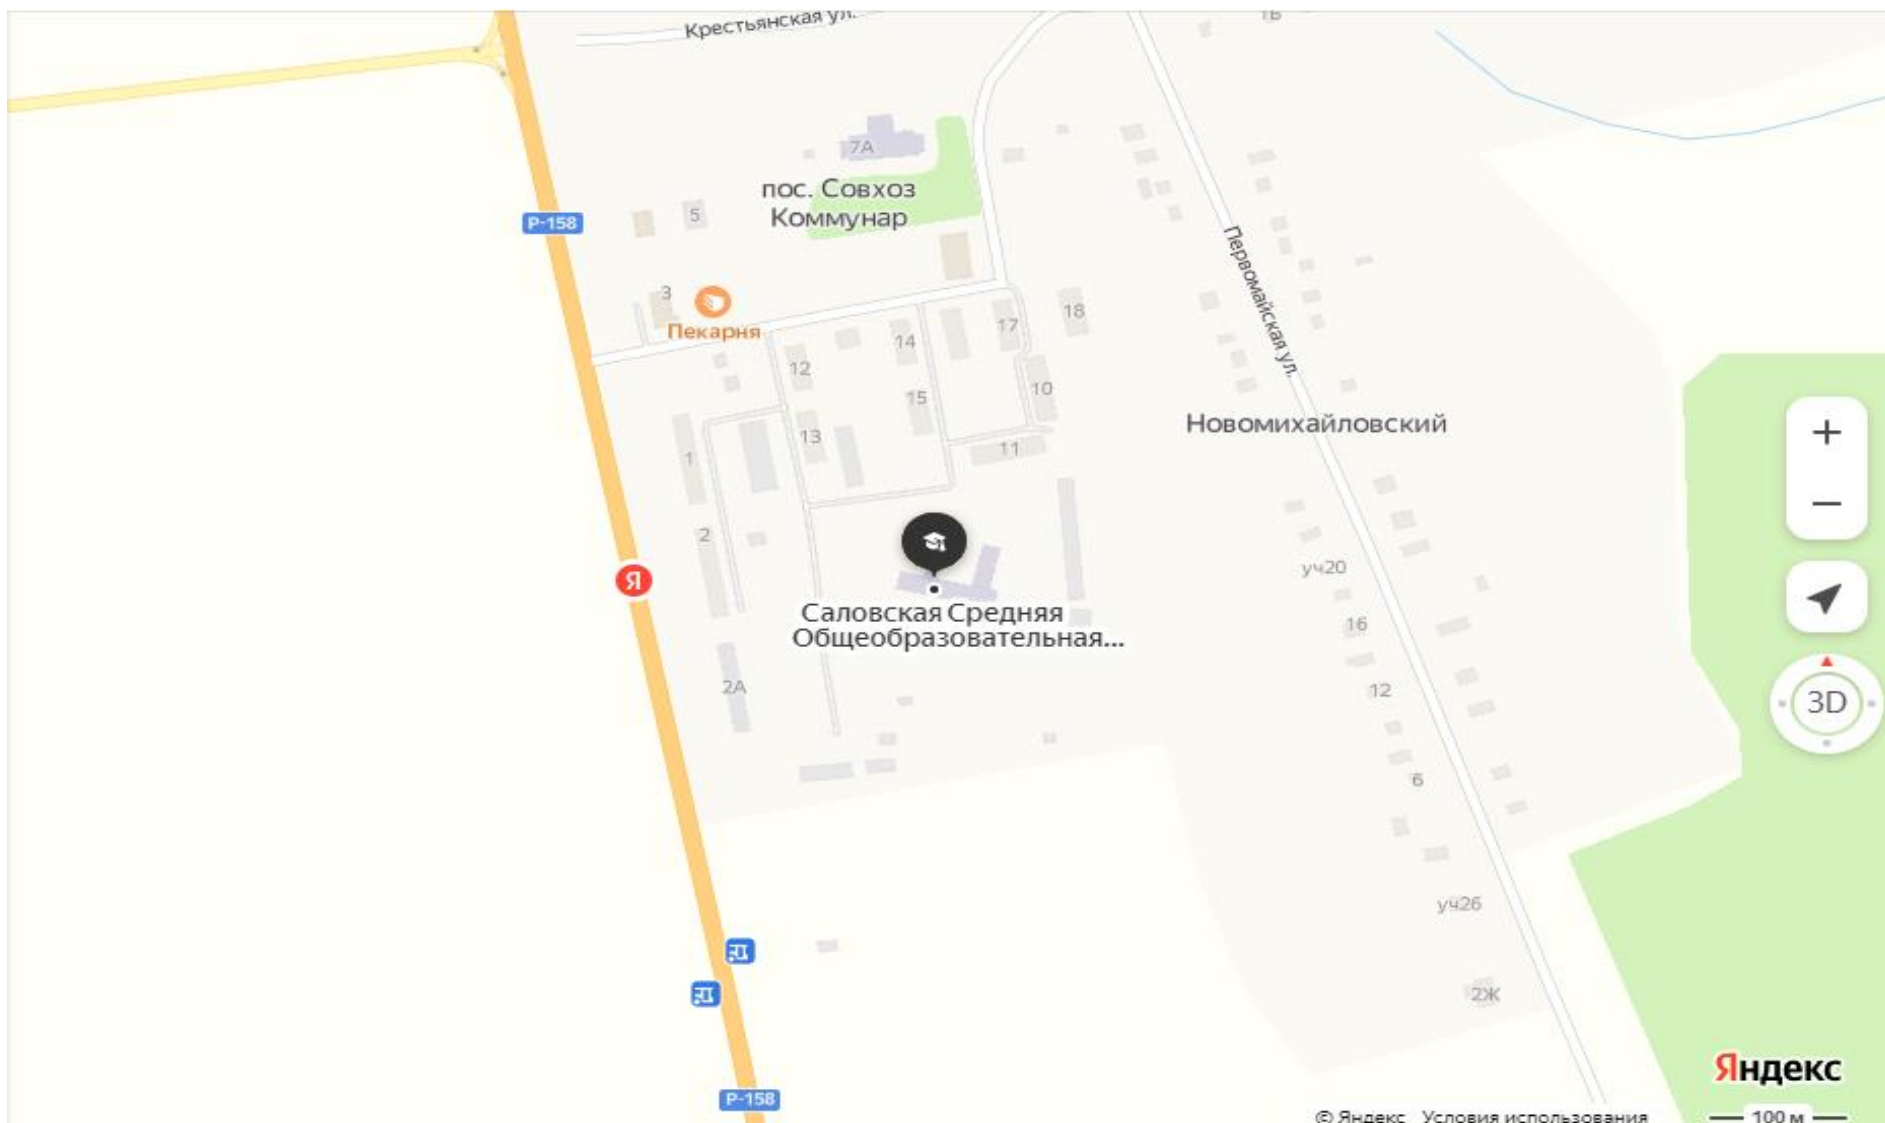 Крестьянская ул.
1Б
7А
пос. Совхоз
Коммунар
Р-158
5
Первомайская ул.
3
Пекарня
18
17
14
12
10
15
13
11
Новомихайловский
1
2
уч20
Я
Саловская Средняя
Общеобразовательная...
16
2А
12
3D
6
уч26
2Ж
Яндекс
Р-158
© Яндекс Условия использования
100 м